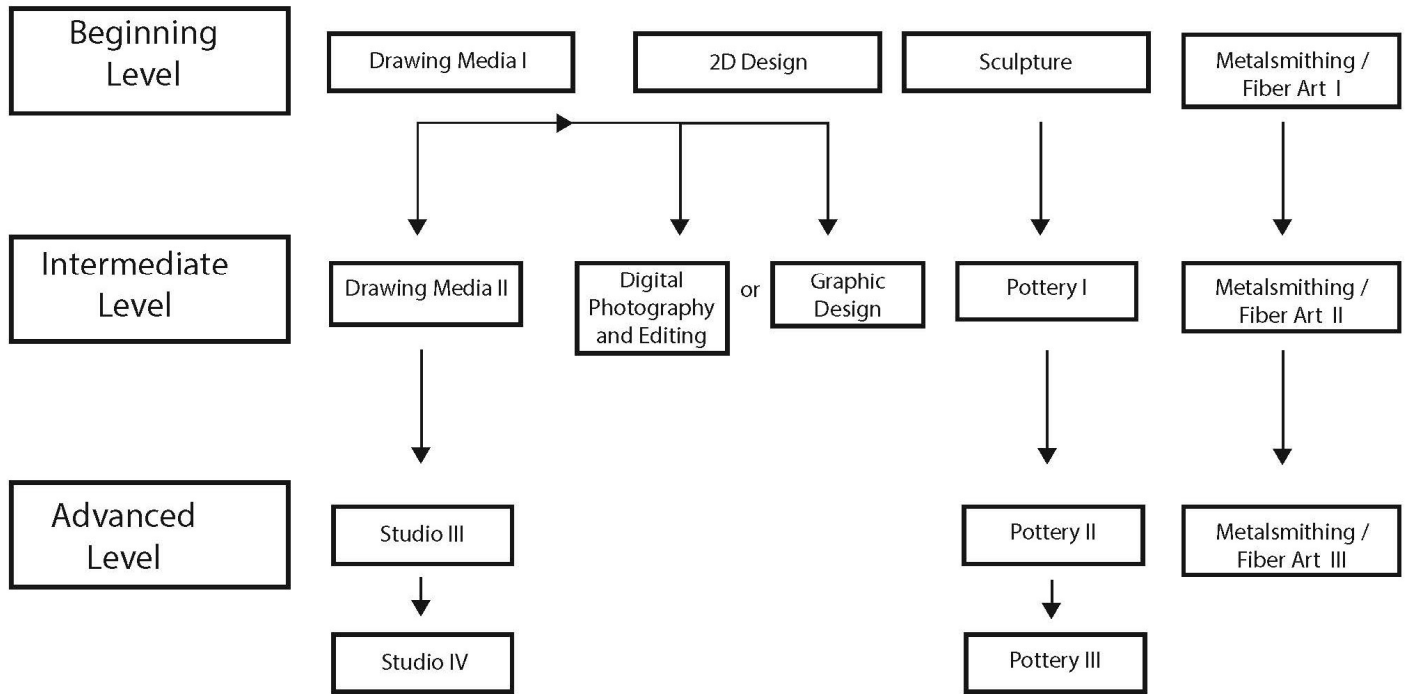 Beginning
Level
Drawing Media I
2D Design
Sculpture
Metalsmithing /
Fiber Art I
Intermediate
Level
Drawing Media II
Digital
Photography
and Editing
or
Graphic
Design
Pottery I
Metalsmithing /
Fiber Art II
Advanced
Level
Studio III
Pottery II
Metalsmithing /
Fiber Art III
Studio IV
Pottery III